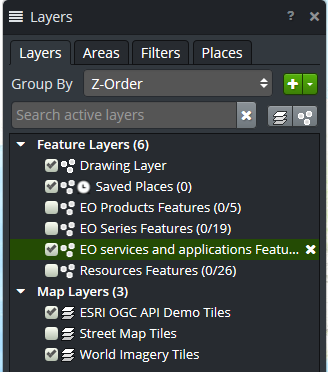 Layers ? ×
Layers Areas Filters Places
Group By Z-Order
Search active layers
Feature Layers (6)
Drawing Layer
Saved Places (0)
EO Products Features (0/5)
EO Series Features (0/19)
EO services and applications Featu...
Resources Features (0/26)
Map Layers (3)
ESRI OGC API Demo Tiles
Street Map Tiles
World Imagery Tiles